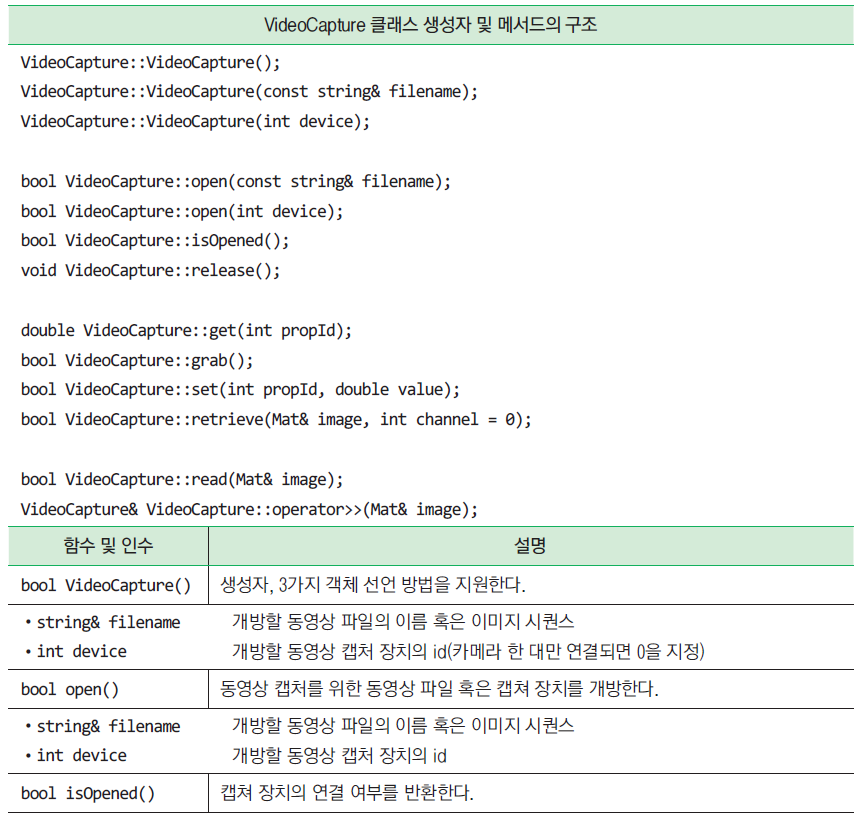 VideoCapture 클래스 생성자 및 메서드의 구조
VideoCapture::VideoCapture();
VideoCapture::VideoCapture(const string& filename);
VideoCapture::VideoCapture(int device);
bool VideoCapture::open(const string& filename);
bool VideoCapture::open(int device);
bool VideoCapture::isOpened();
void VideoCapture::release();
double VideoCapture::get(int propId);
bool VideoCapture::grab();
bool VideoCapture::set(int propId, double value);
bool VideoCapture::retrieve(Mat& image, int channel = 0);
bool VideoCapture::read(Mat& image);
VideoCapture& VideoCapture::operator>>(Mat& image);
함수 및 인수 설명
bool VideoCapture() 생성자, 3가지 객체 선언 방법을 지원한다.
• string& filename 개방할 동영상 파일의 이름 혹은 이미지 시퀀스
• int device 개방할 동영상 캡처 장치의 id(카메라 한 대만 연결되면 0을 지정)
bool open() 동영상 캡처를 위한 동영상 파일 혹은 캡쳐 장치를 개방한다.
• string& filename 개방할 동영상 파일의 이름 혹은 이미지 시퀀스
• int device 개방할 동영상 캡처 장치의 id
bool isOpened() 캡쳐 장치의 연결 여부를 반환한다.